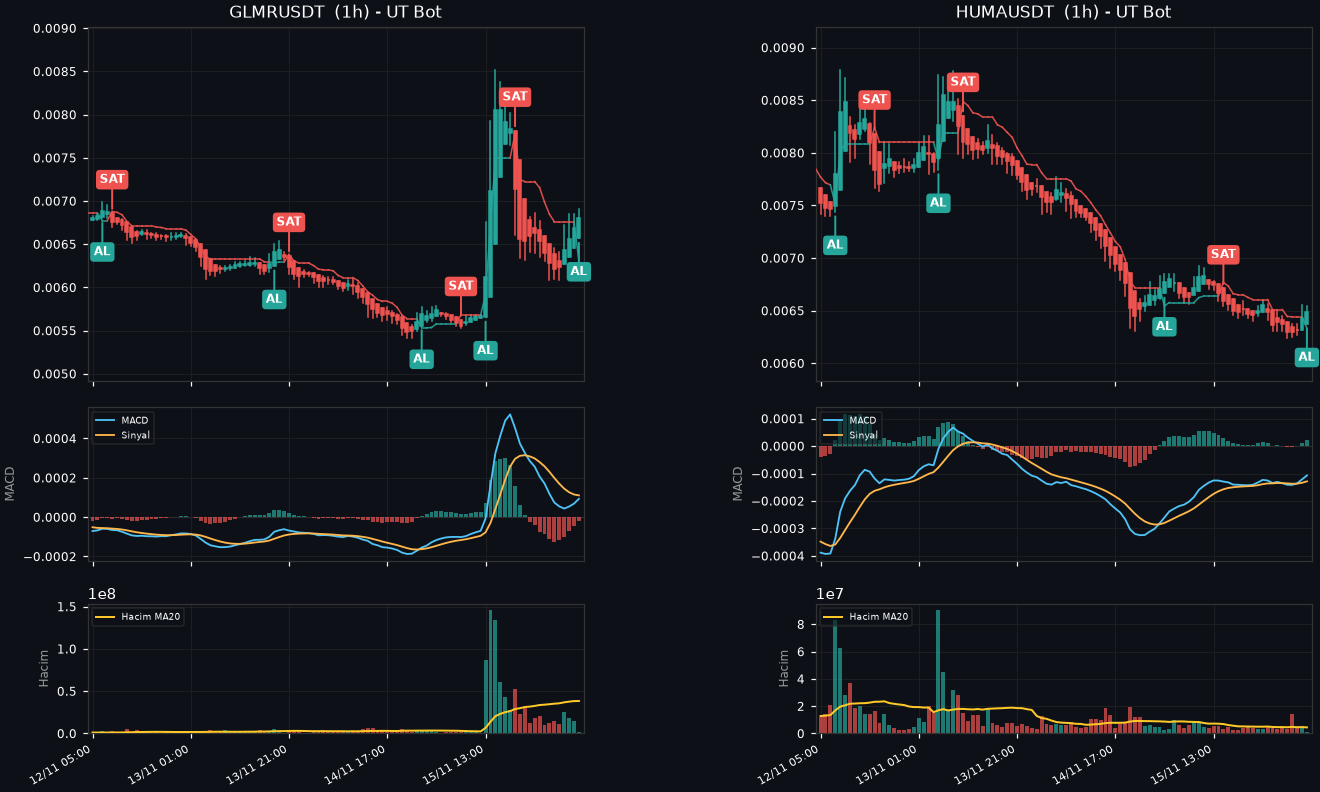 GLMRUSDT  (1h) - UT Bot
0.0090
0.0085
0.0080
0.0075
0.0070
0.0065
0.0060
0.0055
0.0050
SAT
AL
SAT
AL
SAT
AL
AL
SAT
AL
MACD
MACD
Sinyal
0.0004
0.0002
0.0000
−0.0002
1e8
Hacim
Hacim MA20
1.5
1.0
0.5
0.0
12/11 05:00
13/11 01:00
13/11 21:00
14/11 17:00
15/11 13:00
HUMAUSDT  (1h) - UT Bot
0.0090
0.0085
0.0080
0.0075
0.0070
0.0065
0.0060
AL
SAT
AL
SAT
AL
SAT
AL
MACD
MACD
Sinyal
0.0001
0.0000
−0.0001
−0.0002
−0.0003
−0.0004
1e7
Hacim
Hacim MA20
8
6
4
2
0
12/11 05:00
13/11 01:00
13/11 21:00
14/11 17:00
15/11 13:00